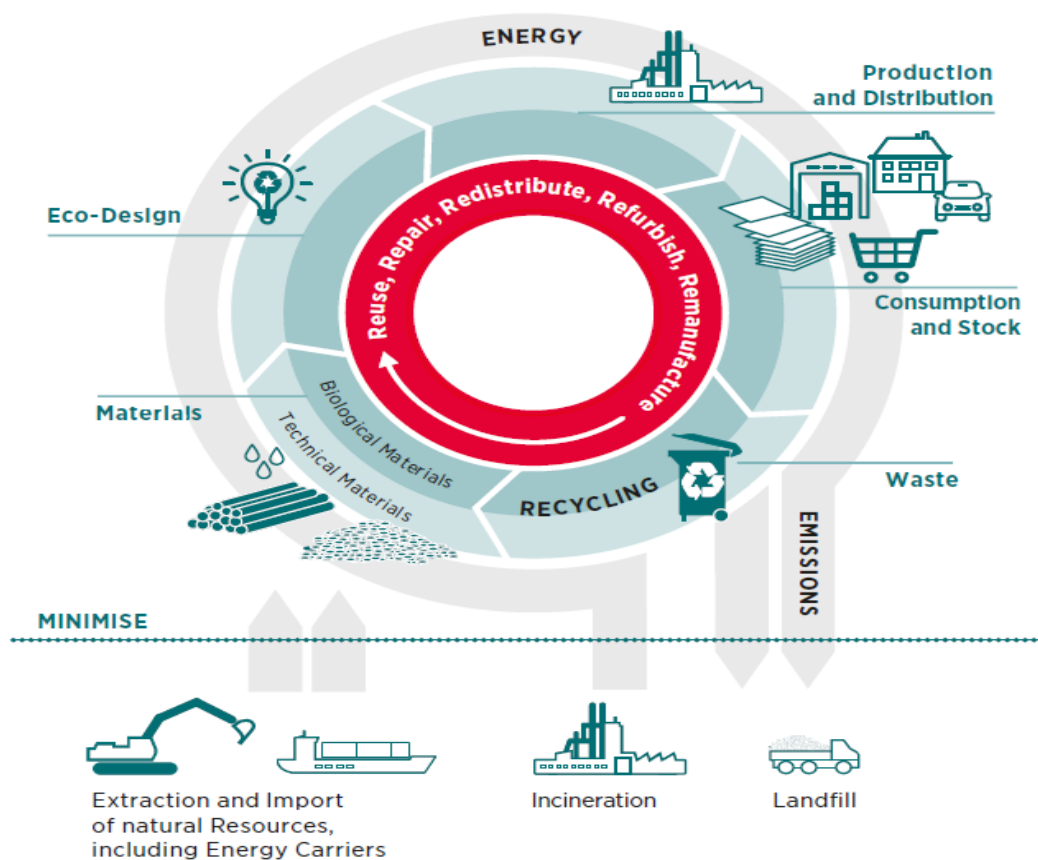 ENERGY
Production
and Distribution
Eco-Design
Reuse, Repair, Redistribute, Refurbish, Remanufacture
Consumption
and Stock
Materials
Biological Materials
Technical Materials
RECYCLING
Waste
EMISSIONS
MINIMISE
Extraction and Import
of natural Resources,
including Energy Carriers
Incineration
Landfill